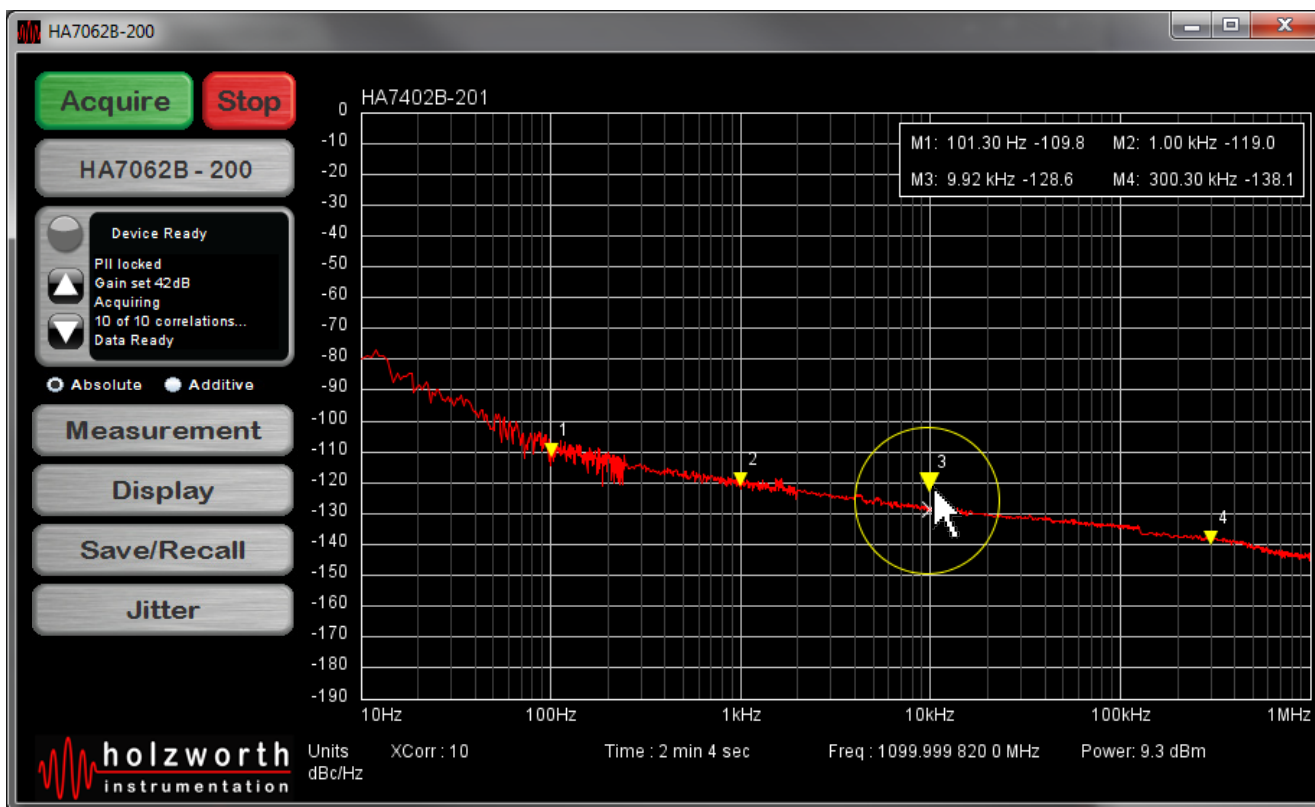 HA7062B-200
Acquire
Stop
HA7062B - 200
Device Ready
Pll locked
Gain set 42dB
Acquiring
10 of 10 correlations...
Data Ready
Absolute
Additive
Measurement
Display
Save/Recall
Jitter
holzworth
instrumentation
HA7402B-201
M1: 101.30 Hz -109.8 M2: 1.00 kHz -119.0
M3: 9.92 kHz -128.6 M4: 300.30 kHz -138.1
0
-10
-20
-30
-40
-50
-60
-70
-80
-90
-100
-110
-120
-130
-140
-150
-160
-170
-180
-190
1
2
3
4
10Hz 100Hz 1kHz 10kHz 100kHz 1MHz
Units XCorr : 10 Time : 2 min 4 sec Freq : 1099.999 820 0 MHz Power: 9.3 dBm
dBc/Hz